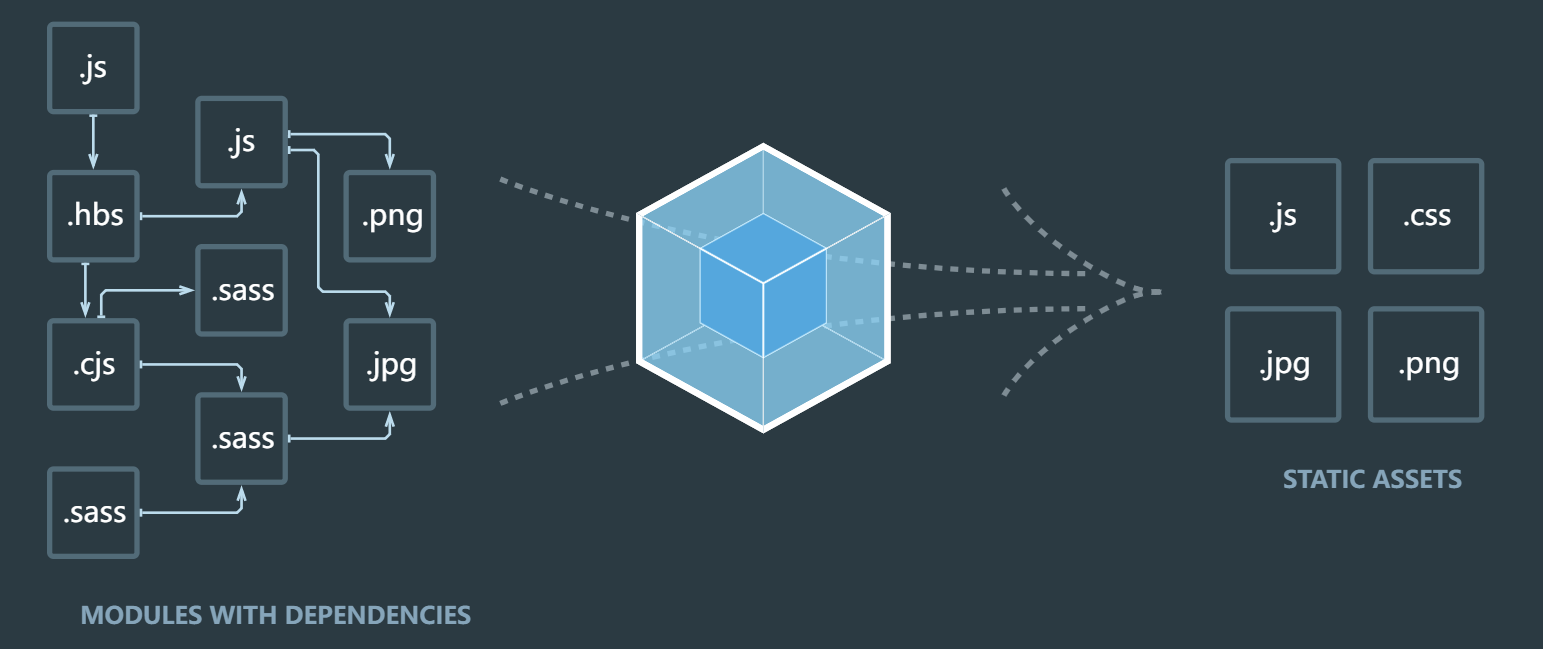 .js
.js
.hbs
.png
.sass
.cjs
.jpg
.sass
.sass
MODULES WITH DEPENDENCIES
.js
.css
.jpg
.png
STATIC ASSETS